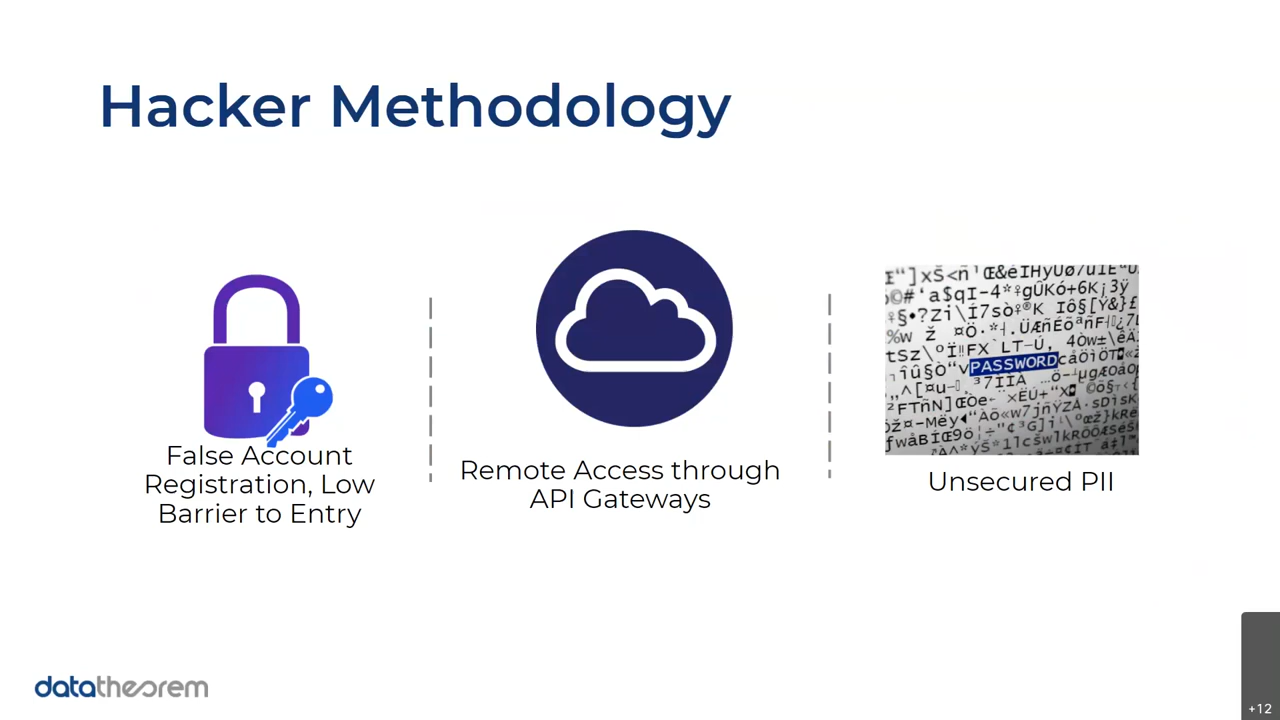 Hacker Methodology
False Account
Registration, Low
Barrier to Entry
Remote Access through
API Gateways
PASSWORD
Unsecured PII
datatheorem
+12